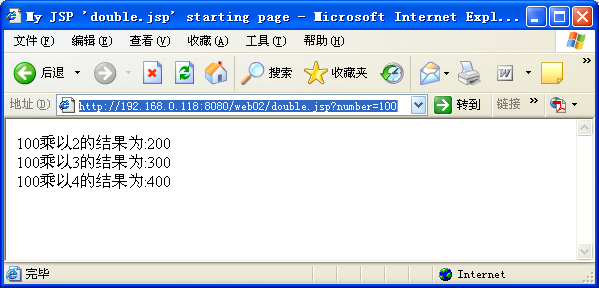 My JSP 'double.jsp' starting page - Microsoft Internet Expl...
文件(F) 编辑(E) 查看(V) 收藏(A) 工具(T) 帮助(H)
后退 搜索 收藏夹 W
地址(D) http://192.168.0.118:8080/web02/double.jsp?number=100 转到 链接
100乘以2的结果为:200
100乘以3的结果为:300
100乘以4的结果为:400
完毕 Internet